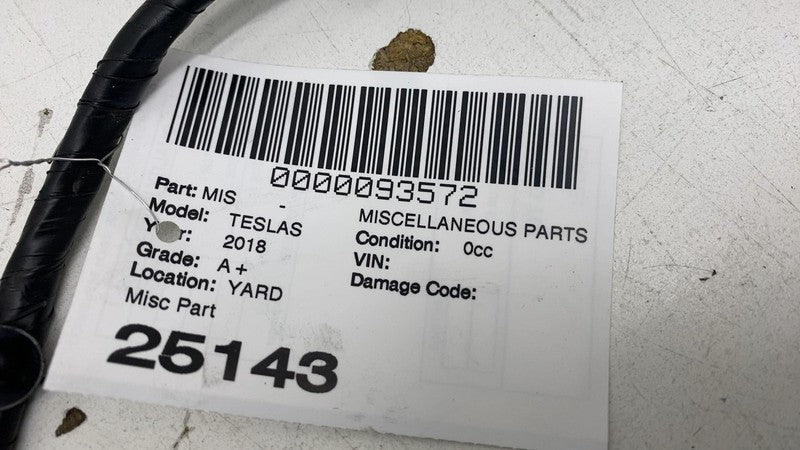 0000093572
Part: MIS - MISCELLANEOUS PARTS
Model: TESLAS Condition: 0cc
2018 VIN:
Grade: A+ Damage Code:
Location: YARD
Misc Part
25143